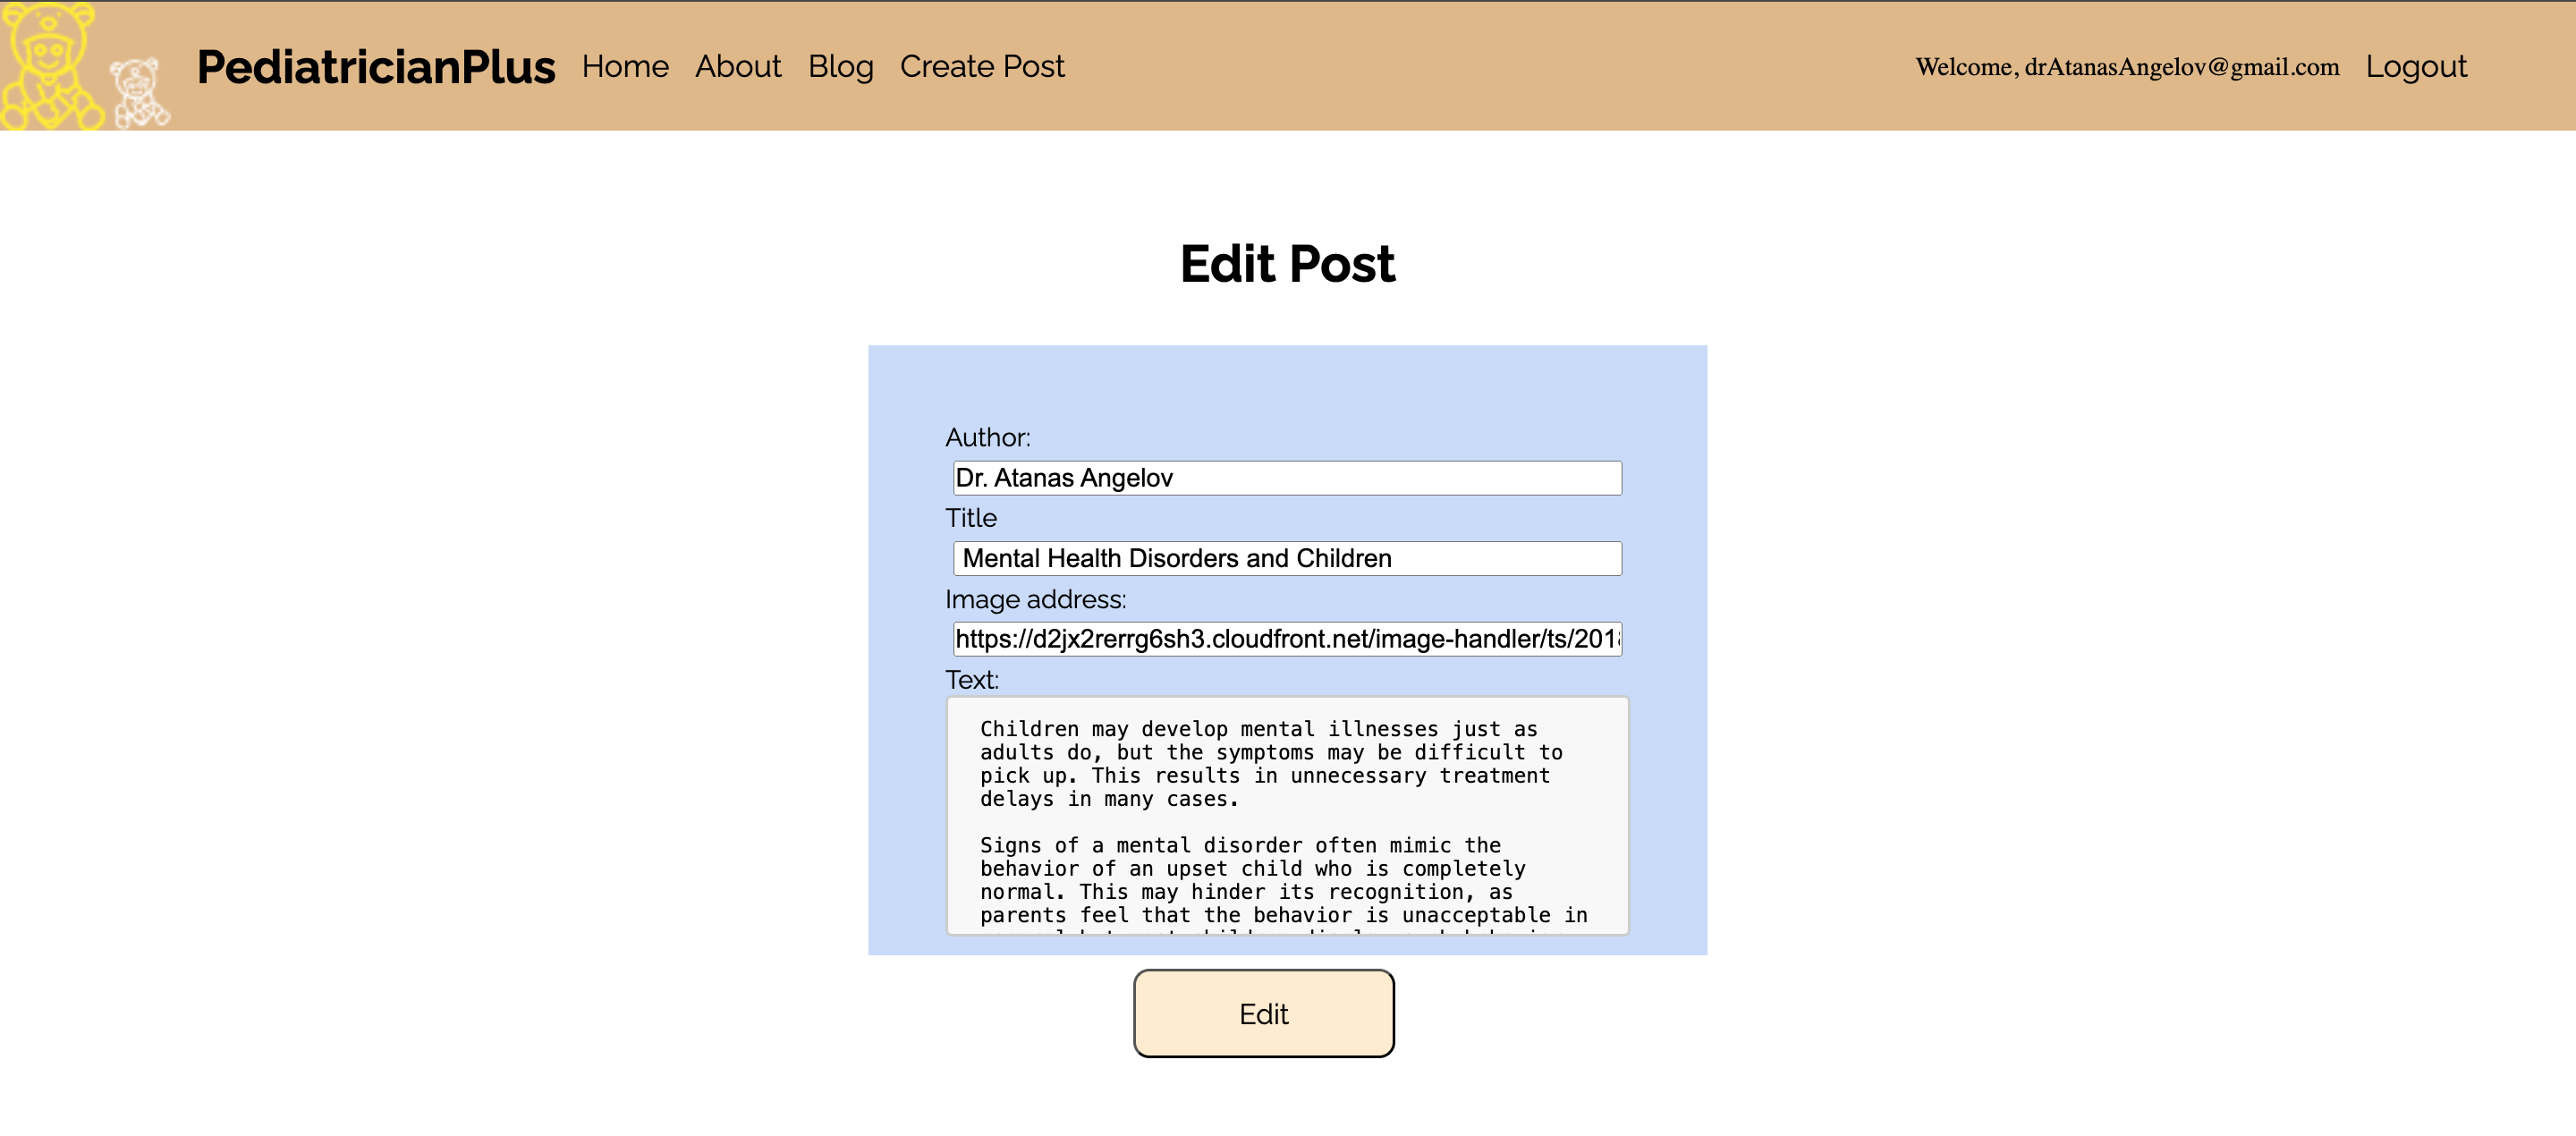 PediatricianPlus Home About Blog Create Post Welcome, drAtanasAngelov@gmail.com Logout
Edit Post
Author:
Dr. Atanas Angelov
Title
Mental Health Disorders and Children
Image address:
https://d2jx2rerrg6sh3.cloudfront.net/image-handler/ts/201
Text:
Children may develop mental illnesses just as
adults do, but the symptoms may be difficult to
pick up. This results in unnecessary treatment
delays in many cases.
Signs of a mental disorder often mimic the
behavior of an upset child who is completely
normal. This may hinder its recognition, as
parents feel that the behavior is unacceptable in
Edit